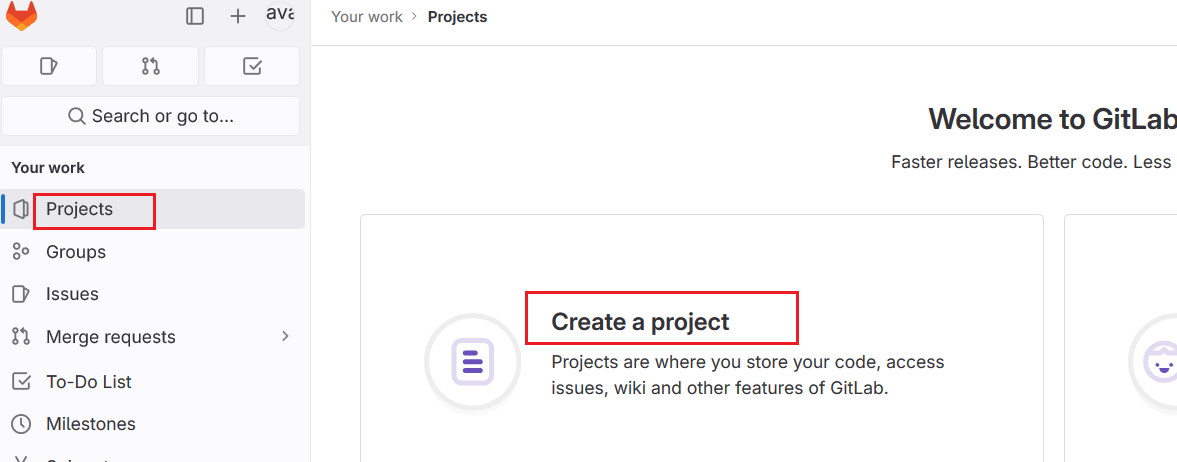 ava
Your work › Projects
Search or go to...
Your work
Projects
Groups
Issues
Merge requests
To-Do List
Milestones
Welcome to GitLab
Faster releases. Better code. Less
Create a project
Projects are where you store your code, access
issues, wiki and other features of GitLab.